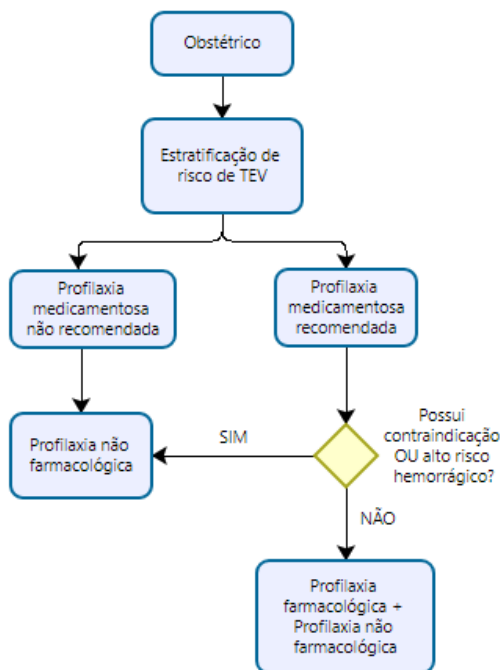 Obstétrico
Estratificação de
risco de TEV
Profilaxia
medicamentosa
não recomendada
Profilaxia
medicamentosa
recomendada
Profilaxia não
farmacológica
SIM
Possui
contraindicação
OU alto risco
hemorrágico?
NÃO
Profilaxia
farmacológica +
Profilaxia não
farmacológica